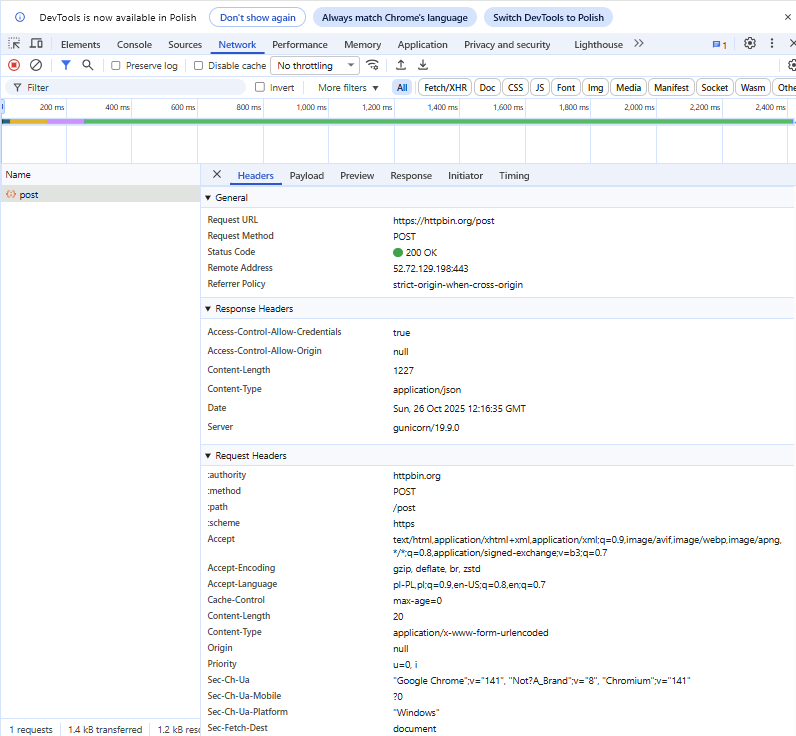 DevTools is now available in Polish Don't show again Always match Chrome's language Switch DevTools to Polish
Elements Console Sources Network Performance Memory Application Privacy and security Lighthouse 1
Preserve log Disable cache No throttling
Filter Invert More filters All Fetch/XHR Doc CSS JS Font Img Media Manifest Socket Wasm Othe
200 ms 400 ms 600 ms 800 ms 1,000 ms 1,200 ms 1,400 ms 1,600 ms 1,800 ms 2,000 ms 2,200 ms 2,400 ms
Name Headers Payload Preview Response Initiator Timing
post
General
Request URL https://httpbin.org/post
Request Method POST
Status Code 200 OK
Remote Address 52.72.129.198:443
Referrer Policy strict-origin-when-cross-origin
Response Headers
Access-Control-Allow-Credentials true
Access-Control-Allow-Origin null
Content-Length 1227
Content-Type application/json
Date Sun, 26 Oct 2025 12:16:35 GMT
Server gunicorn/19.9.0
Request Headers
:authority httpbin.org
:method POST
:path /post
:scheme https
Accept text/html,application/xhtml+xml,application/xml;q=0.9,image/avif,image/webp,image/apng,
*/*;q=0.8,application/signed-exchange;v=b3;q=0.7
Accept-Encoding gzip, deflate, br, zstd
Accept-Language pl-PL,pl;q=0.9,en-US;q=0.8,en;q=0.7
Cache-Control max-age=0
Content-Length 20
Content-Type application/x-www-form-urlencoded
Origin null
Priority u=0, i
Sec-Ch-Ua "Google Chrome";v="141", "Not?A_Brand";v="8", "Chromium";v="141"
Sec-Ch-Ua-Mobile ?0
Sec-Ch-Ua-Platform "Windows"
Sec-Fetch-Dest document
1 requests 1.4 kB transferred 1.2 kB resc